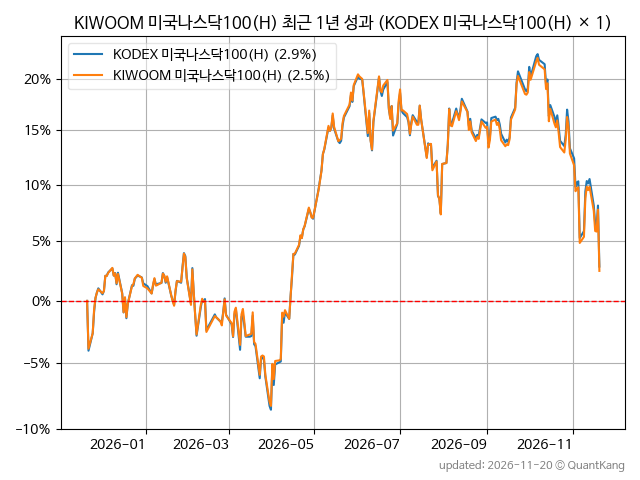 KIWOOM 미국나스닥100(H) 최근 1년 성과 (KODEX 미국나스닥100(H) × 1)
KODEX 미국나스닥100(H) (2.9%)
KIWOOM 미국나스닥100(H) (2.5%)
20%
15%
10%
5%
0%
−5%
−10%
2026-01 2026-03 2026-05 2026-07 2026-09 2026-11
updated: 2026-11-20 © QuantKang